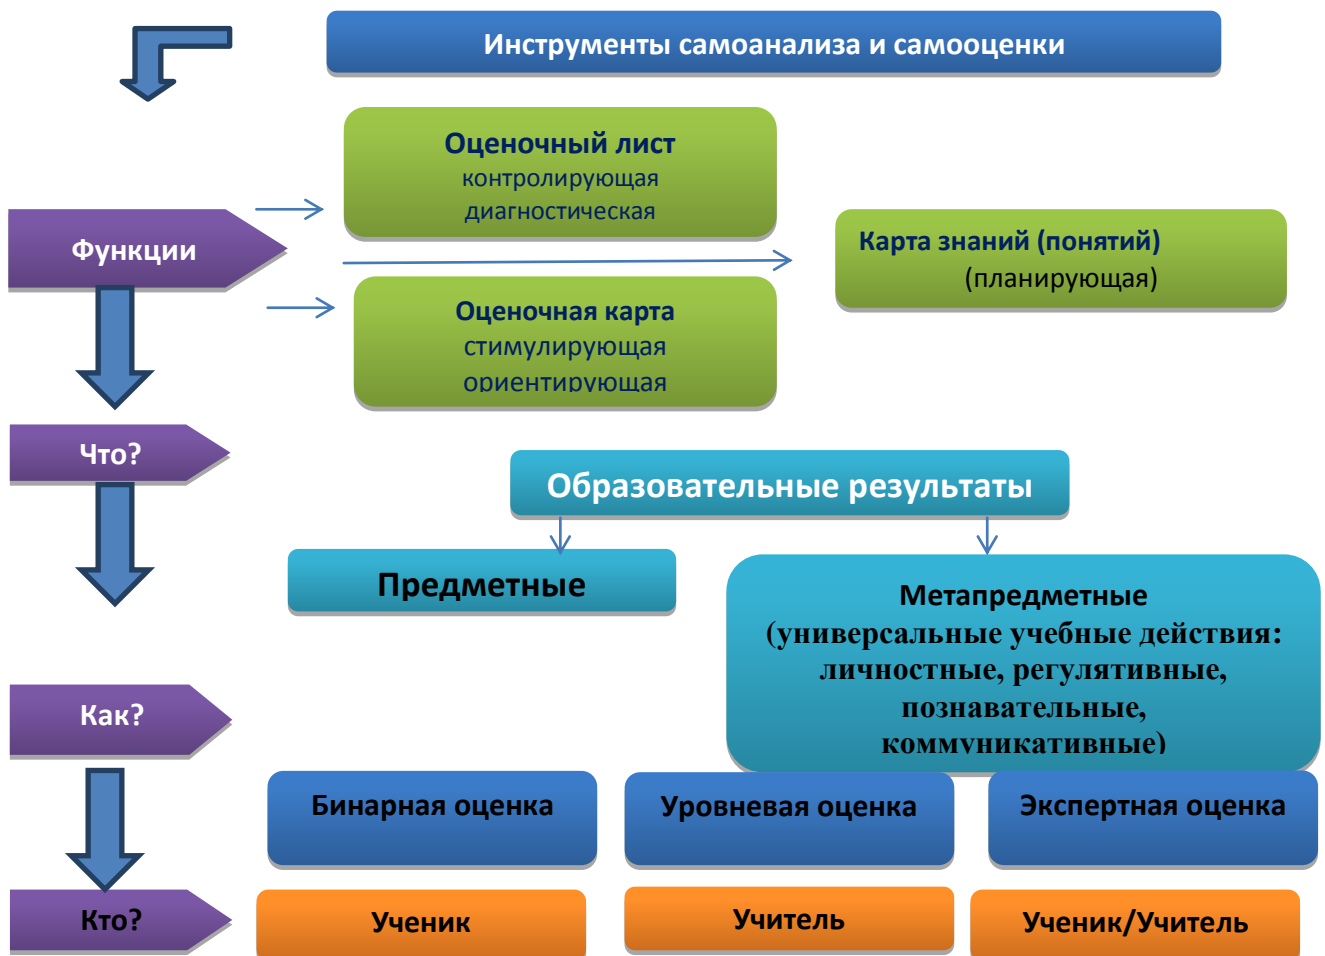 Инструменты самоанализа и самооценки
Оценочный лист
контролирующая
диагностическая
Функции
Карта знаний (понятий)
(планирующая)
Оценочная карта
стимулирующая
ориентирующая
Что?
Образовательные результаты
Предметные
Метапредметные
(универсальные учебные действия:
личностные, регулятивные,
познавательные,
коммуникативные)
Как?
Бинарная оценка
Уровневая оценка
Экспертная оценка
Кто?
Ученик
Учитель
Ученик/Учитель